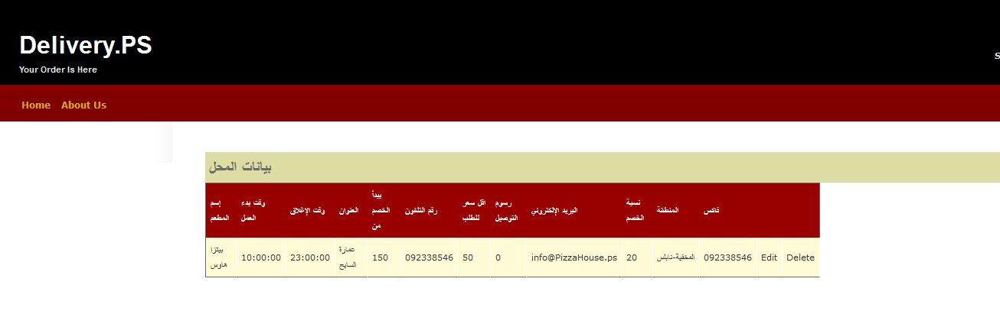 Delivery.PS
Your Order Is Here
S
Home About Us
بيانات المحل
إسم المطعم
وقت بدء العمل
وقت الإغلاق
العنوان
يبدأ الخصم من
رقم التلفون
اقل سعر للطلب
رسوم التوصيل
البريد الإلكتروني
نسبة الخصم
المنطقة
فاكس
بيتزا هاوس
10:00:00
23:00:00
عمارة السايح
150
092338546
50
0
info@PizzaHouse.ps
20
المخفية-نابلس
092338546
Edit
Delete